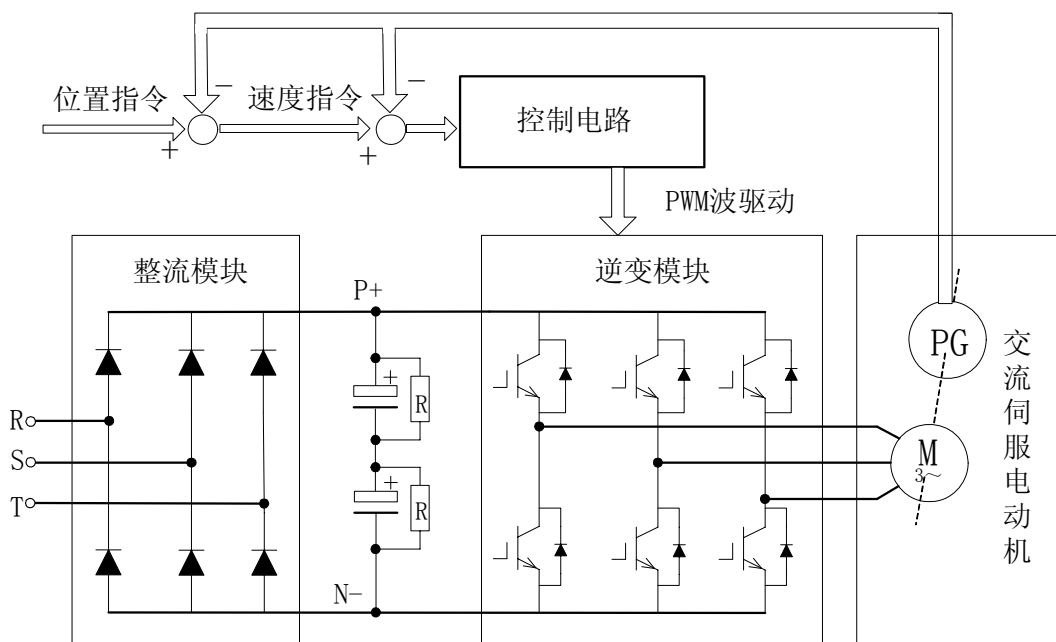 位置指令
−
+
速度指令
−
+
控制电路
PWM波驱动
整流模块
P+
逆变模块
PG
交流伺服电动机
+
R
R
S
T
M
3～
+
R
N−